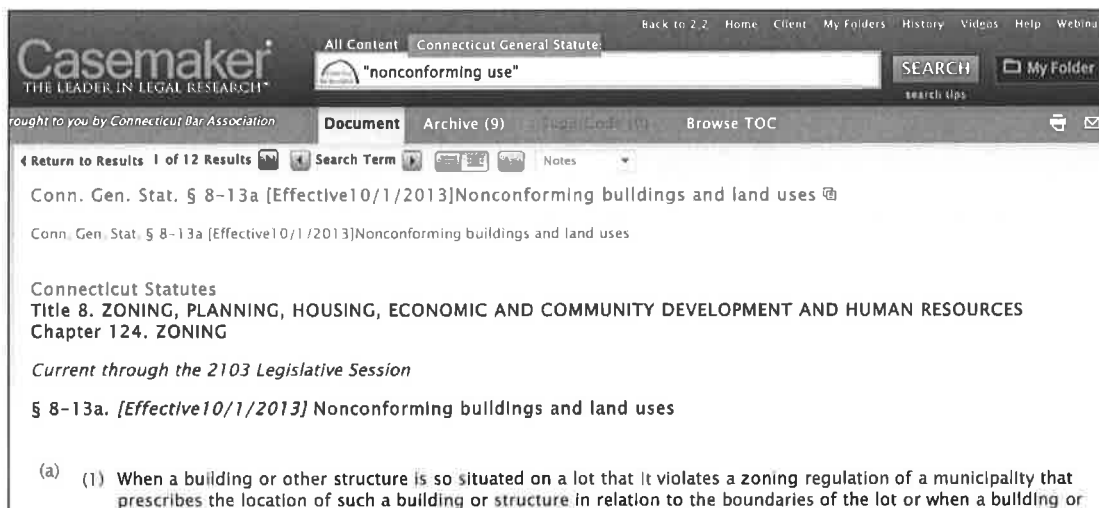 Back to 2.2 Home Client My Folders History Videos Help Webina
Casemaker
THE LEADER IN LEGAL RESEARCH
All Content Connecticut General Statute
"nonconforming use"
SEARCH
My Folder
search tips
rought to you by Connecticut Bar Association
Document Archive (9) Browse TOC
Return to Results 1 of 12 Results Search Term Notes
Conn. Gen. Stat. § 8-13a [Effective10/1/2013]Nonconforming buildings and land uses
Conn. Gen. Stat. § 8-13a [Effective10/1/2013]Nonconforming buildings and land uses
Connecticut Statutes
Title 8. ZONING, PLANNING, HOUSING, ECONOMIC AND COMMUNITY DEVELOPMENT AND HUMAN RESOURCES
Chapter 124. ZONING
Current through the 2103 Legislative Session
§ 8-13a. [Effective10/1/2013] Nonconforming buildings and land uses
(a) (1) When a building or other structure is so situated on a lot that it violates a zoning regulation of a municipality that
prescribes the location of such a building or structure in relation to the boundaries of the lot or when a building or